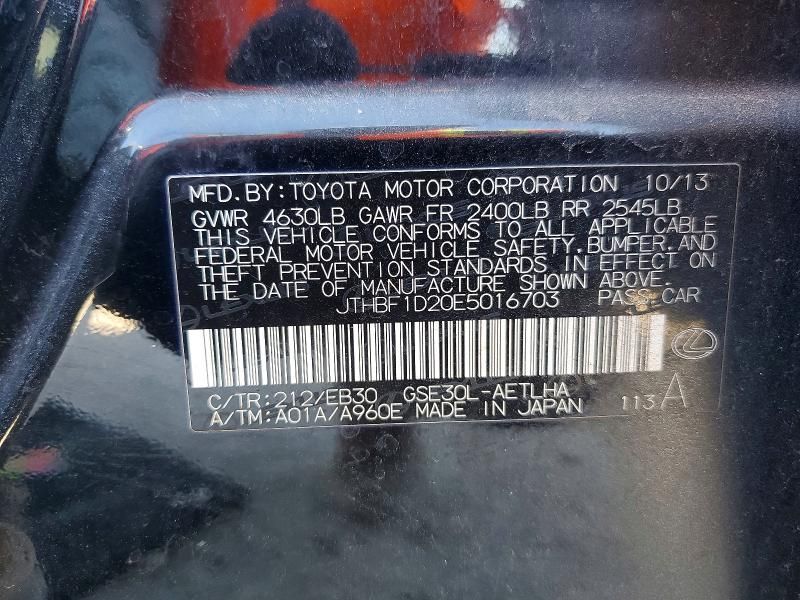 MFD.BY:TOYOTA MOTOR CORPORATION 10/13
GVWR 4630LB GAWR FR 2400LB RR 2545LB
THIS VEHICLE CONFORMS TO ALL APPLICABLE
FEDERAL MOTOR VEHICLE SAFETY,BUMPER,AND
THEFT PREVENTION STANDARDS IN EFFECT ON
THE DATE OF MANUFACTURE SHOWN ABOVE.
JTHBF1D20E5016703 PASS.CAR
C/TR:212/EB30 GSE30L-AETLHA
A/TM:A01A/A960E MADE IN JAPAN 113 A